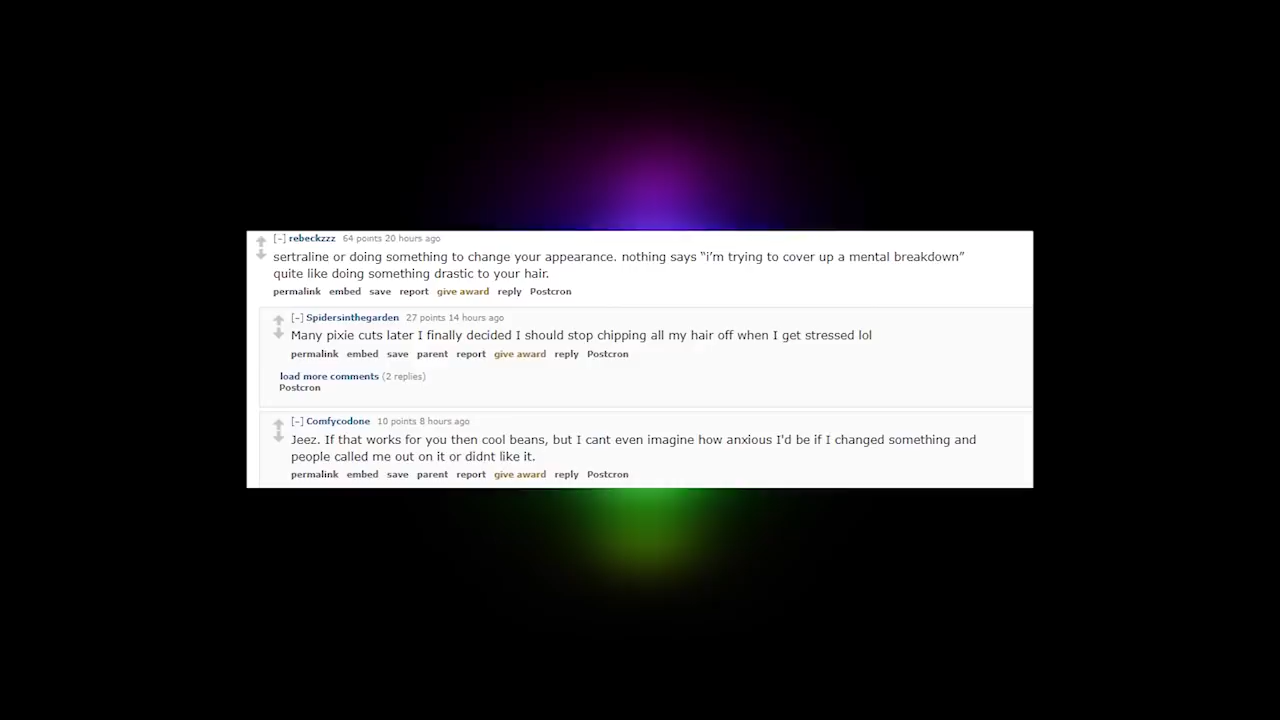 [-] rebeckzzz 64 points 20 hours ago
sertraline or doing something to change your appearance. nothing says “i’m trying to cover up a mental breakdown”
quite like doing something drastic to your hair.
permalink embed save report give award reply Postcron
[-] Spidersinthegarden 27 points 14 hours ago
Many pixie cuts later I finally decided I should stop chipping all my hair off when I get stressed lol
permalink embed save parent report give award reply Postcron
load more comments (2 replies)
Postcron
[-] Comfycodone 10 points 8 hours ago
Jeez. If that works for you then cool beans, but I cant even imagine how anxious I'd be if I changed something and
people called me out on it or didnt like it.
permalink embed save parent report give award reply Postcron